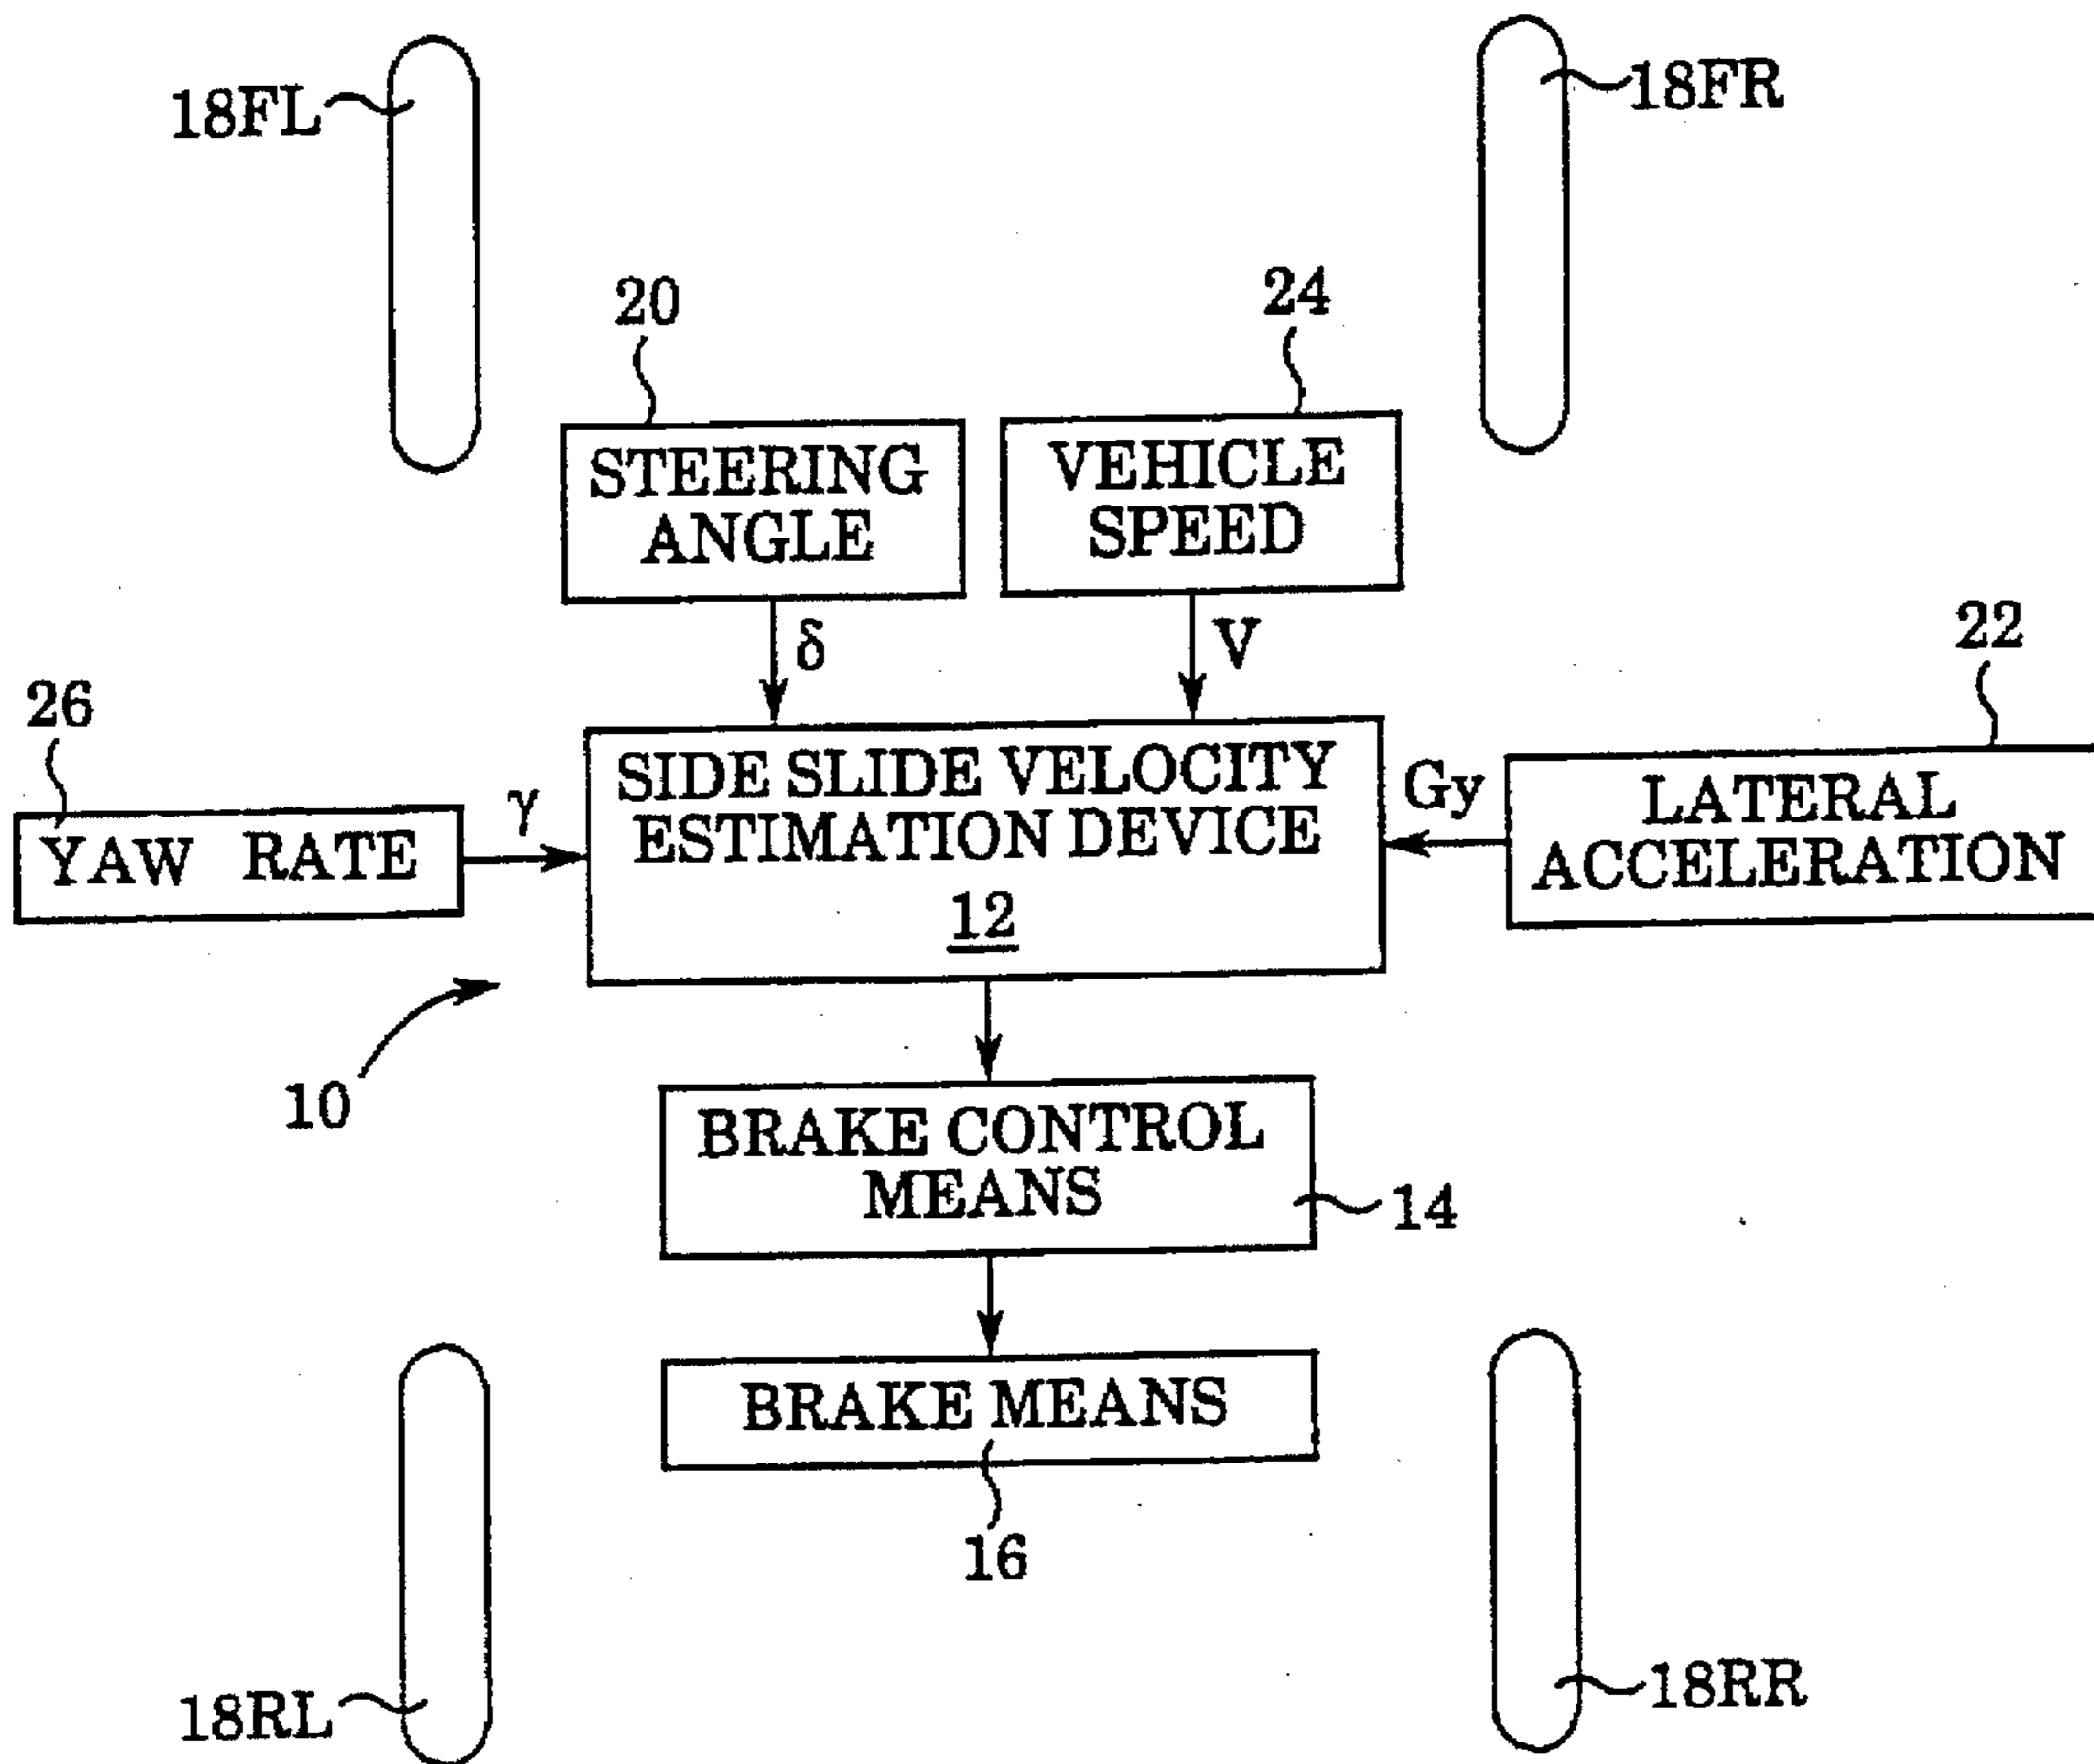 18FL
18FR
20
24
STEERING
ANGLE
VEHICLE
SPEED
δ
V
22
26
YAW RATE
γ
SIDE SLIDE VELOCITY
ESTIMATION DEVICE
12
Gy
LATERAL
ACCELERATION
10
BRAKE CONTROL
MEANS
14
BRAKE MEANS
16
18RL
18RR